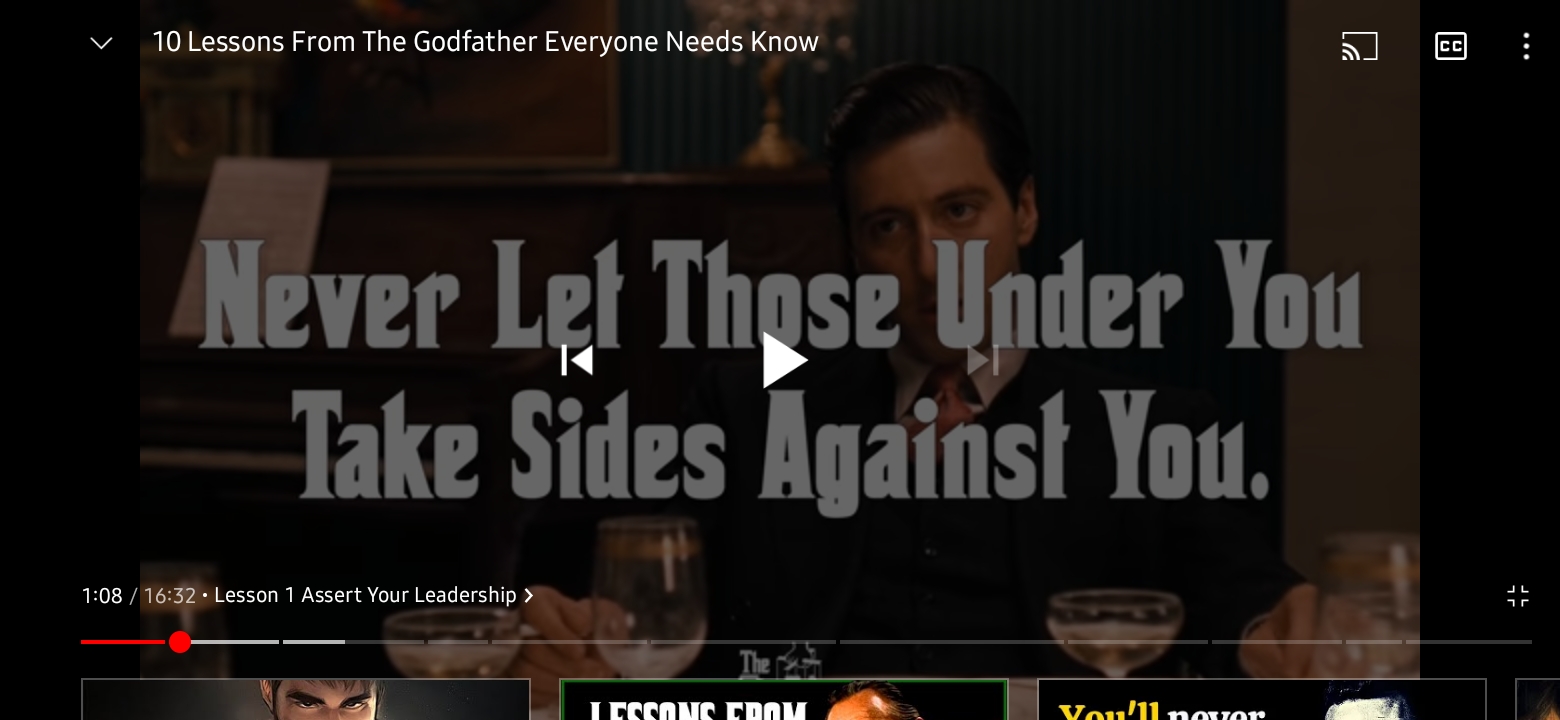 10 Lessons From The Godfather Everyone Needs Know
CC
Never Let Those Under You
Take Sides Against You.
1:08 / 16:32 • Lesson 1 Assert Your Leadership
The
LESSONS FROM
You'll never